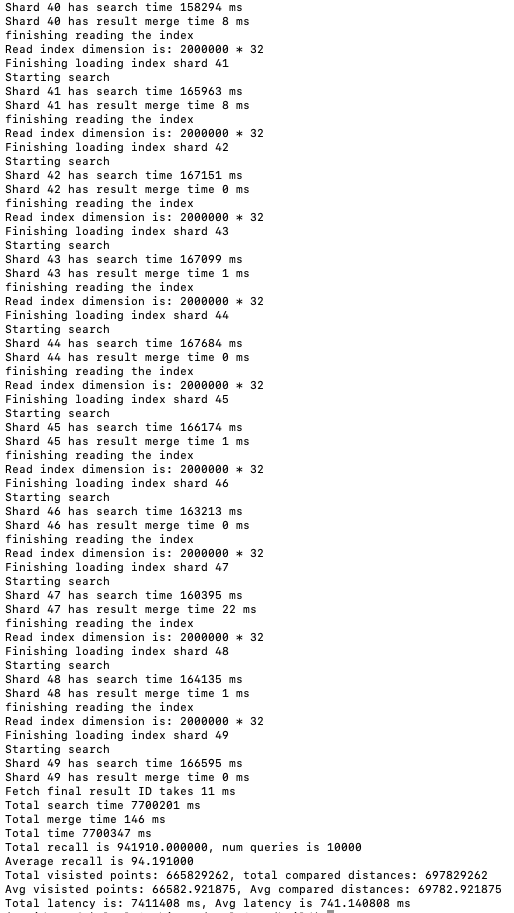 Shard 40 has search time 158294 ms
Shard 40 has result merge time 8 ms
finishing reading the index
Read index dimension is: 2000000 * 32
Finishing loading index shard 41
Starting search
Shard 41 has search time 165963 ms
Shard 41 has result merge time 8 ms
finishing reading the index
Read index dimension is: 2000000 * 32
Finishing loading index shard 42
Starting search
Shard 42 has search time 167151 ms
Shard 42 has result merge time 0 ms
finishing reading the index
Read index dimension is: 2000000 * 32
Finishing loading index shard 43
Starting search
Shard 43 has search time 167099 ms
Shard 43 has result merge time 1 ms
finishing reading the index
Read index dimension is: 2000000 * 32
Finishing loading index shard 44
Starting search
Shard 44 has search time 167684 ms
Shard 44 has result merge time 0 ms
finishing reading the index
Read index dimension is: 2000000 * 32
Finishing loading index shard 45
Starting search
Shard 45 has search time 166174 ms
Shard 45 has result merge time 1 ms
finishing reading the index
Read index dimension is: 2000000 * 32
Finishing loading index shard 46
Starting search
Shard 46 has search time 163213 ms
Shard 46 has result merge time 0 ms
finishing reading the index
Read index dimension is: 2000000 * 32
Finishing loading index shard 47
Starting search
Shard 47 has search time 160395 ms
Shard 47 has result merge time 22 ms
finishing reading the index
Read index dimension is: 2000000 * 32
Finishing loading index shard 48
Starting search
Shard 48 has search time 164135 ms
Shard 48 has result merge time 1 ms
finishing reading the index
Read index dimension is: 2000000 * 32
Finishing loading index shard 49
Starting search
Shard 49 has search time 166595 ms
Shard 49 has result merge time 0 ms
Fetch final result ID takes 11 ms
Total search time 7700201 ms
Total merge time 146 ms
Total time 7700347 ms
Total recall is 941910.000000, num queries is 10000
Average recall is 94.191000
Total visisted points: 665829262, total compared distances: 697829262
Avg visited points: 66582.921875, Avg compared distances: 69782.921875
Total latency is: 7411408 ms, Avg latency is 741.140808 ms